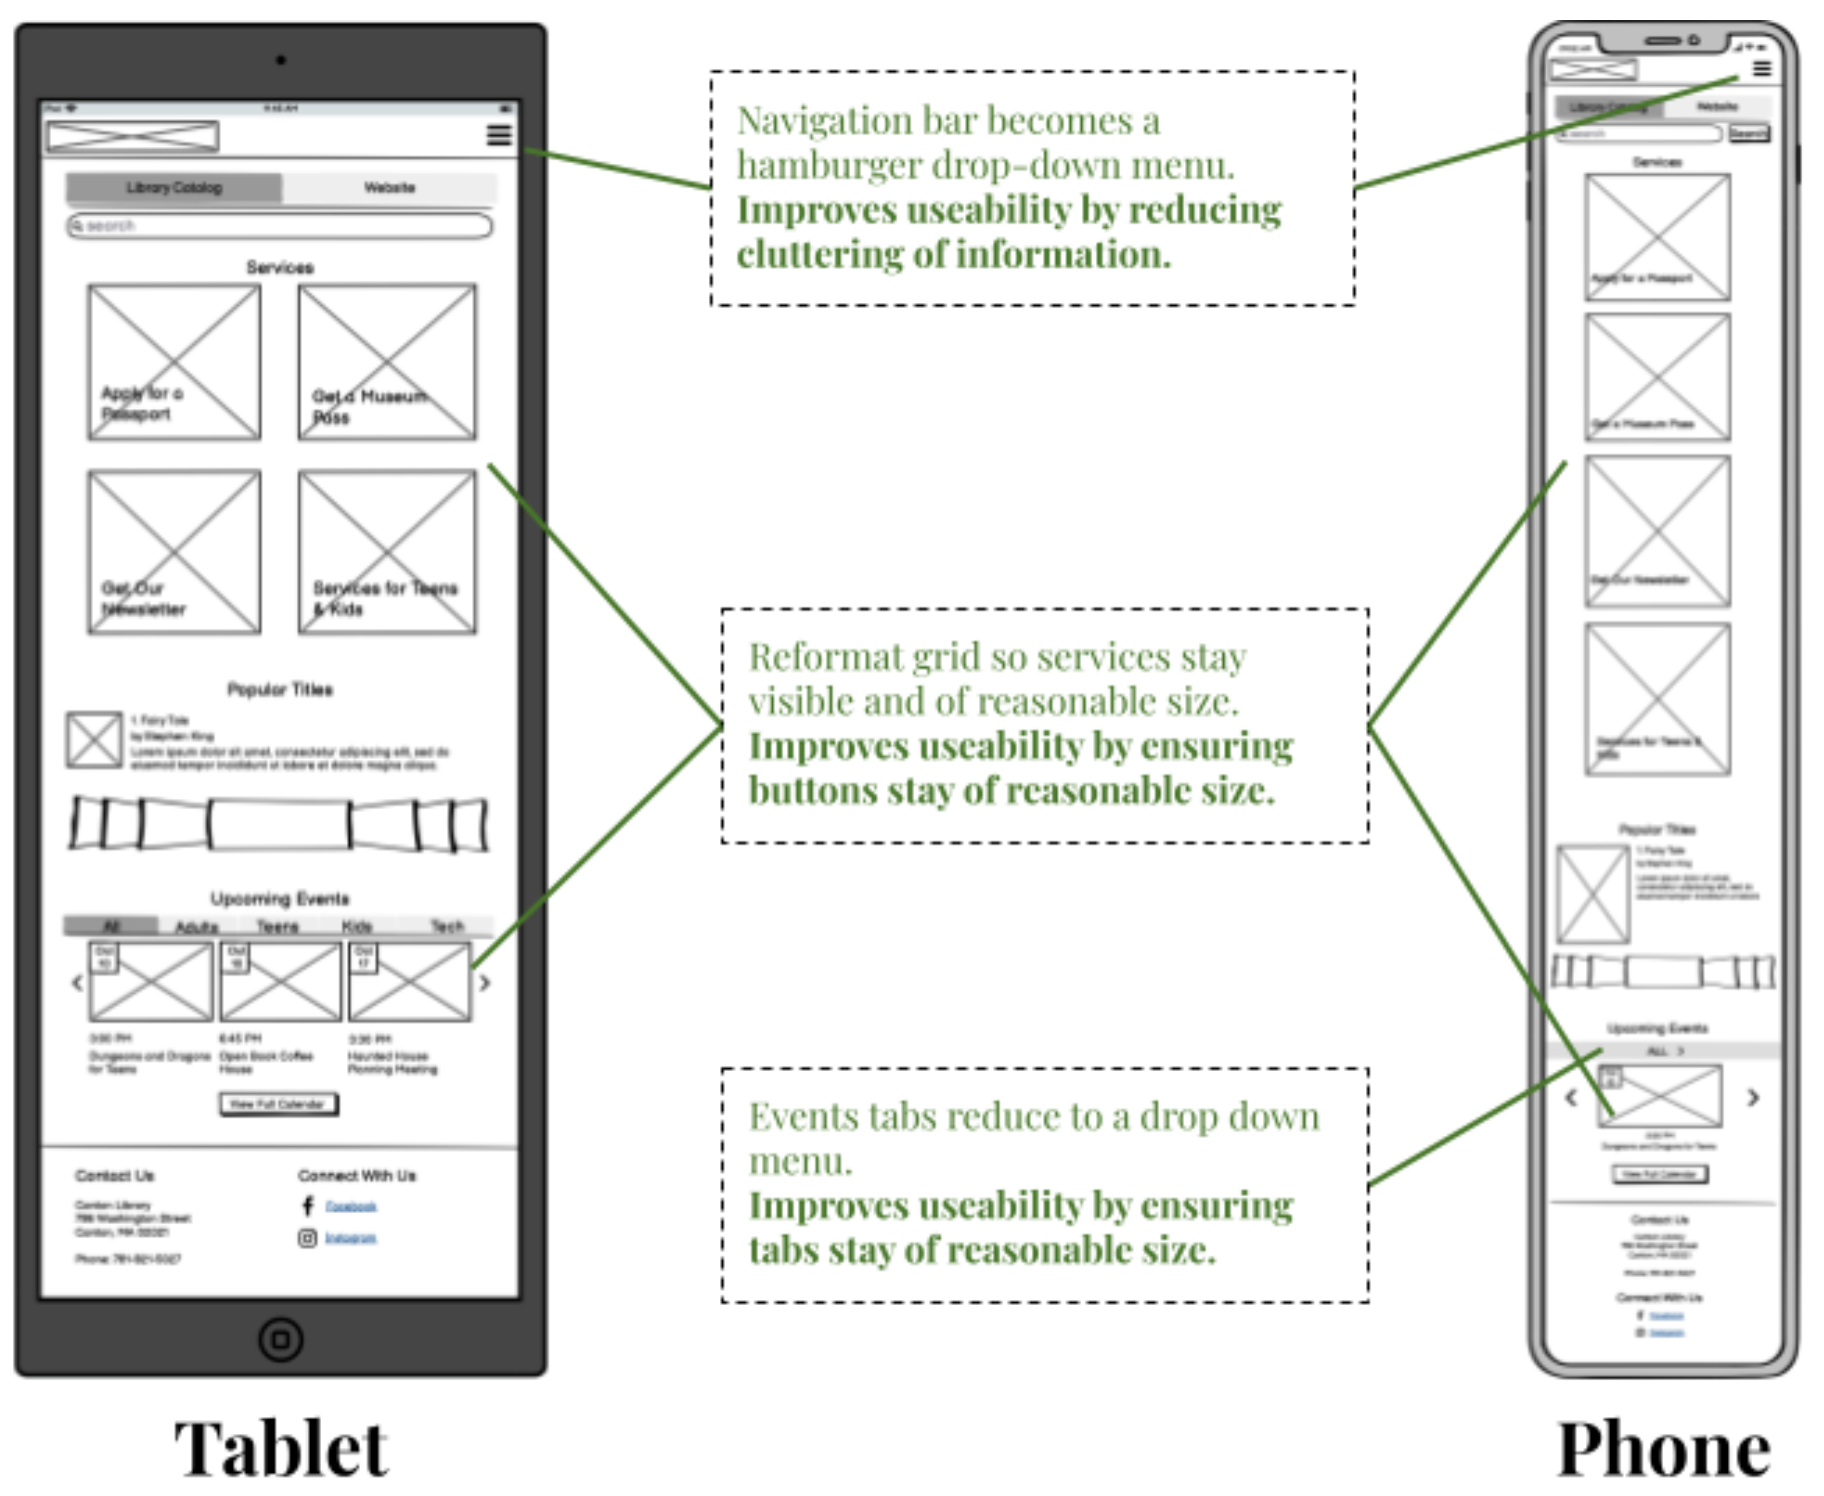 9:45 AM
Library Catalog
Website
search
Services
Apply for a
Passport
Get a Museum
Pass
Get Our
Newsletter
Services for Teens
& Kids
Popular Titles
1. Fairy Tale
by Stephen King
Lorem ipsum dolor sit amet, consectetur adipiscing elit, sed do
eiusmod tempor incididunt ut labore et dolore magna aliqua.
Upcoming Events
All
Adults
Teens
Kids
Tech
Oct
10
Oct
Oct
17
3:00 PM
Dungeons and Dragons
for Teens
6:45 PM
Open Book Coffee
House
3:30 PM
Haunted House
Planning Meeting
View Full Calendar
Contact Us
Canton Library
Washington Street
Canton, MA 02021
Phone: 781-821-5027
Connect With Us
Facebook
Instagram
Tablet
Navigation bar becomes a
hamburger drop-down menu.
Improves useability by reducing
cluttering of information.
Reformat grid so services stay
visible and of reasonable size.
Improves useability by ensuring
buttons stay of reasonable size.
Events tabs reduce to a drop down
menu.
Improves useability by ensuring
tabs stay of reasonable size.
Library Catalog
Website
search
Search
Services
Apply for a Passport
Get a Museum Pass
Get Our Newsletter
Services for Teens &
Kids
Popular Titles
1. Fairy Tale
by Stephen King
Upcoming Events
ALL >
Dungeons and Dragons for Teens
View Full Calendar
Contact Us
Canton Library
Washington Street
Canton, MA 02021
Connect With Us
Facebook
Instagram
Phone